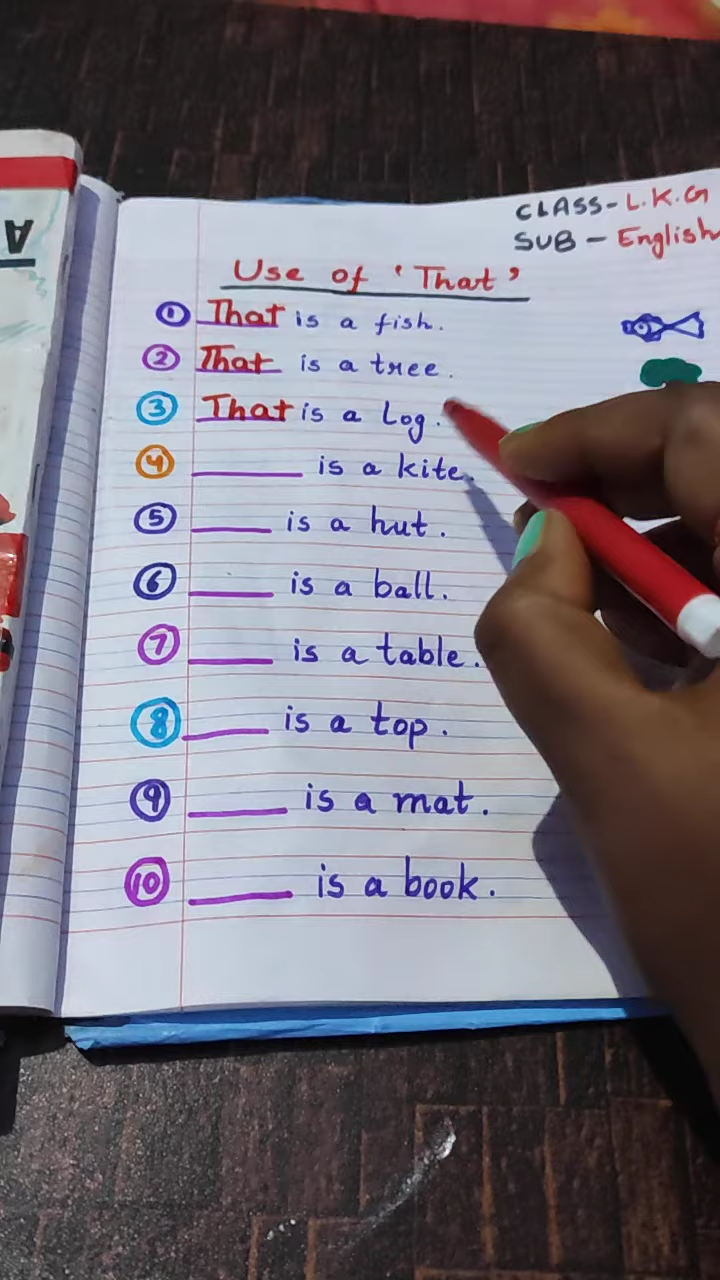 A
CLASS-L.K.G
SUB - English
Use of 'That'
① That is a fish.
② That is a tree.
③ That is a Log.
④ ______ is a kite.
⑤ ______ is a hut.
⑥ ______ is a ball.
⑦ ______ is a table.
⑧ ______ is a top.
⑨ ______ is a mat.
⑩ ______ is a book.